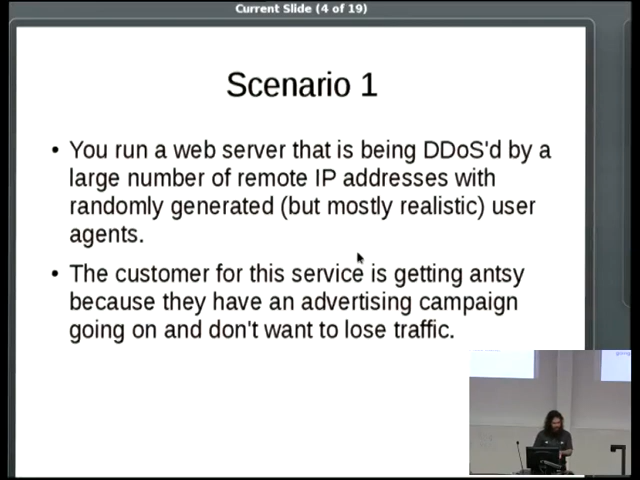 Current Slide (4 of 19)
Scenario 1
• You run a web server that is being DDoS'd by a
large number of remote IP addresses with
randomly generated (but mostly realistic) user
agents.
• The customer for this service is getting antsy
because they have an advertising campaign
going on and don't want to lose traffic.